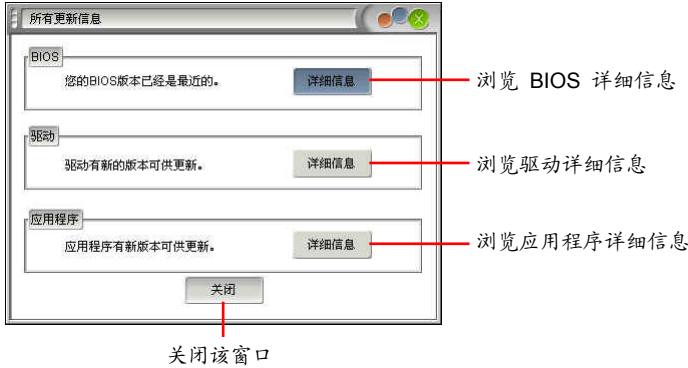 所有更新信息
BIOS
您的BIOS版本已经是最近的。
详细信息
浏览 BIOS 详细信息
驱动
驱动有新的版本可供更新。
详细信息
浏览驱动详细信息
应用程序
应用程序有新版本可供更新。
详细信息
浏览应用程序详细信息
关闭
关闭该窗口